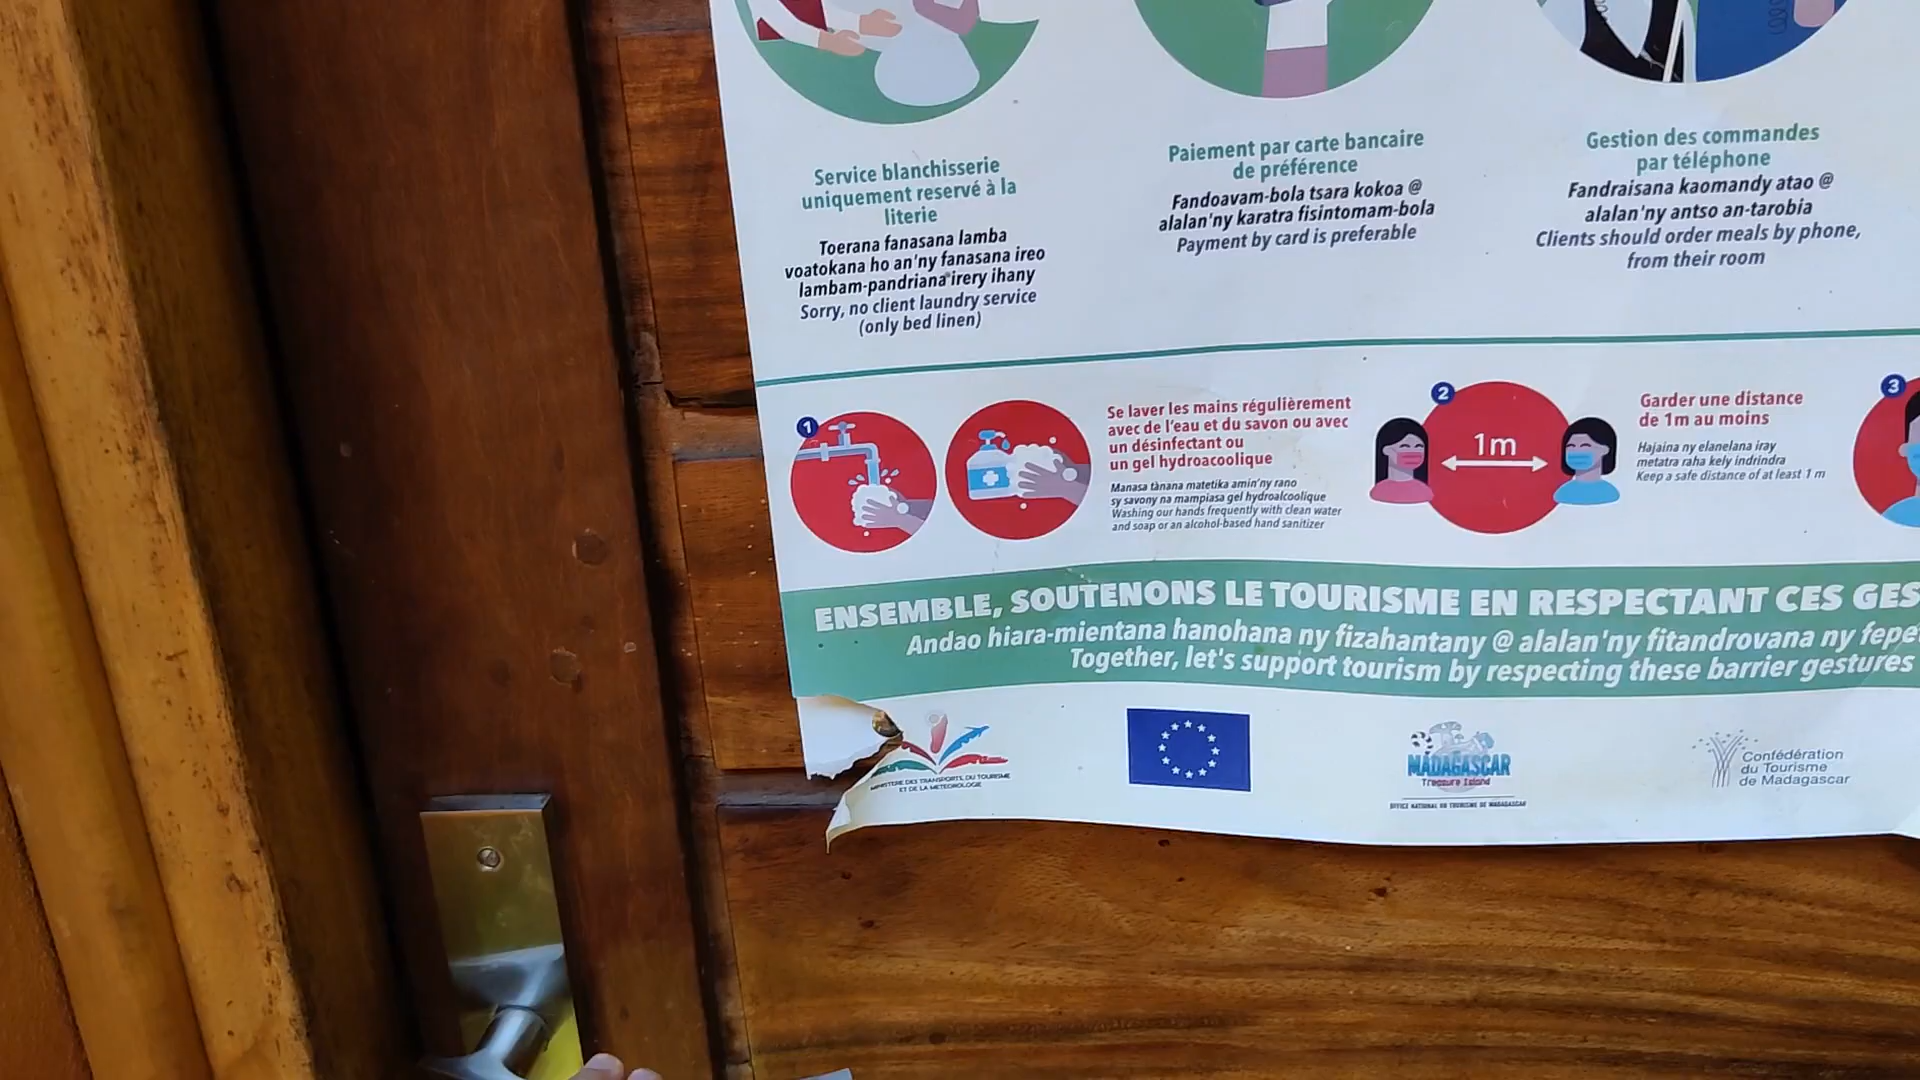 Service blanchisserie
uniquement reservé à la
literie
Toerana fanasana lamba
voatokana ho an'ny fanasana ireo
lambam-pandriana irery ihany
Sorry, no client laundry service
(only bed linen)
Paiement par carte bancaire
de préférence
Fandoavam-bola tsara kokoa @
alalan'ny karatra fisintomam-bola
Payment by card is preferable
Gestion des commandes
par téléphone
Fandraisana kaomandy atao @
alalan'ny antso an-tarobia
Clients should order meals by phone,
from their room
1
Se laver les mains régulièrement
avec de l'eau et du savon ou avec
un désinfectant ou
un gel hydroacoolique
Manasa tànana matetika amin'ny rano
sy savony na mampiasa gel hydroalcoolique
Washing our hands frequently with clean water
and soap or an alcohol-based hand sanitizer
2
1m
Garder une distance
de 1m au moins
Hajaina ny elanelana iray
metatra raha kely indrindra
Keep a safe distance of at least 1 m
3
ENSEMBLE, SOUTENONS LE TOURISME EN RESPECTANT CES GES
Andao hiara-mientana hanohana ny fizahantany @ alalan'ny fitandrovana ny fepe
Together, let's support tourism by respecting these barrier gestures
MINISTERE DES TRANSPORTS, DU TOURISME
ET DE LA METEOROLOGIE
MADAGASCAR
Treasure Island
OFFICE NATIONAL DU TOURISME DE MADAGASCAR
Confédération
du Tourisme
de Madagascar